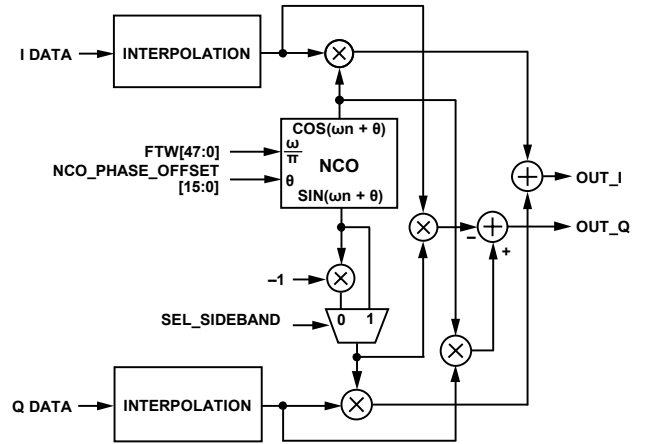 I DATA
INTERPOLATION
COS(ωn + θ)
FTW[47:0]
ω
π
NCO
NCO_PHASE_OFFSET
[15:0]
θ
SIN(ωn + θ)
OUT_I
–
+
OUT_Q
–1
SEL_SIDEBAND
0 1
Q DATA
INTERPOLATION